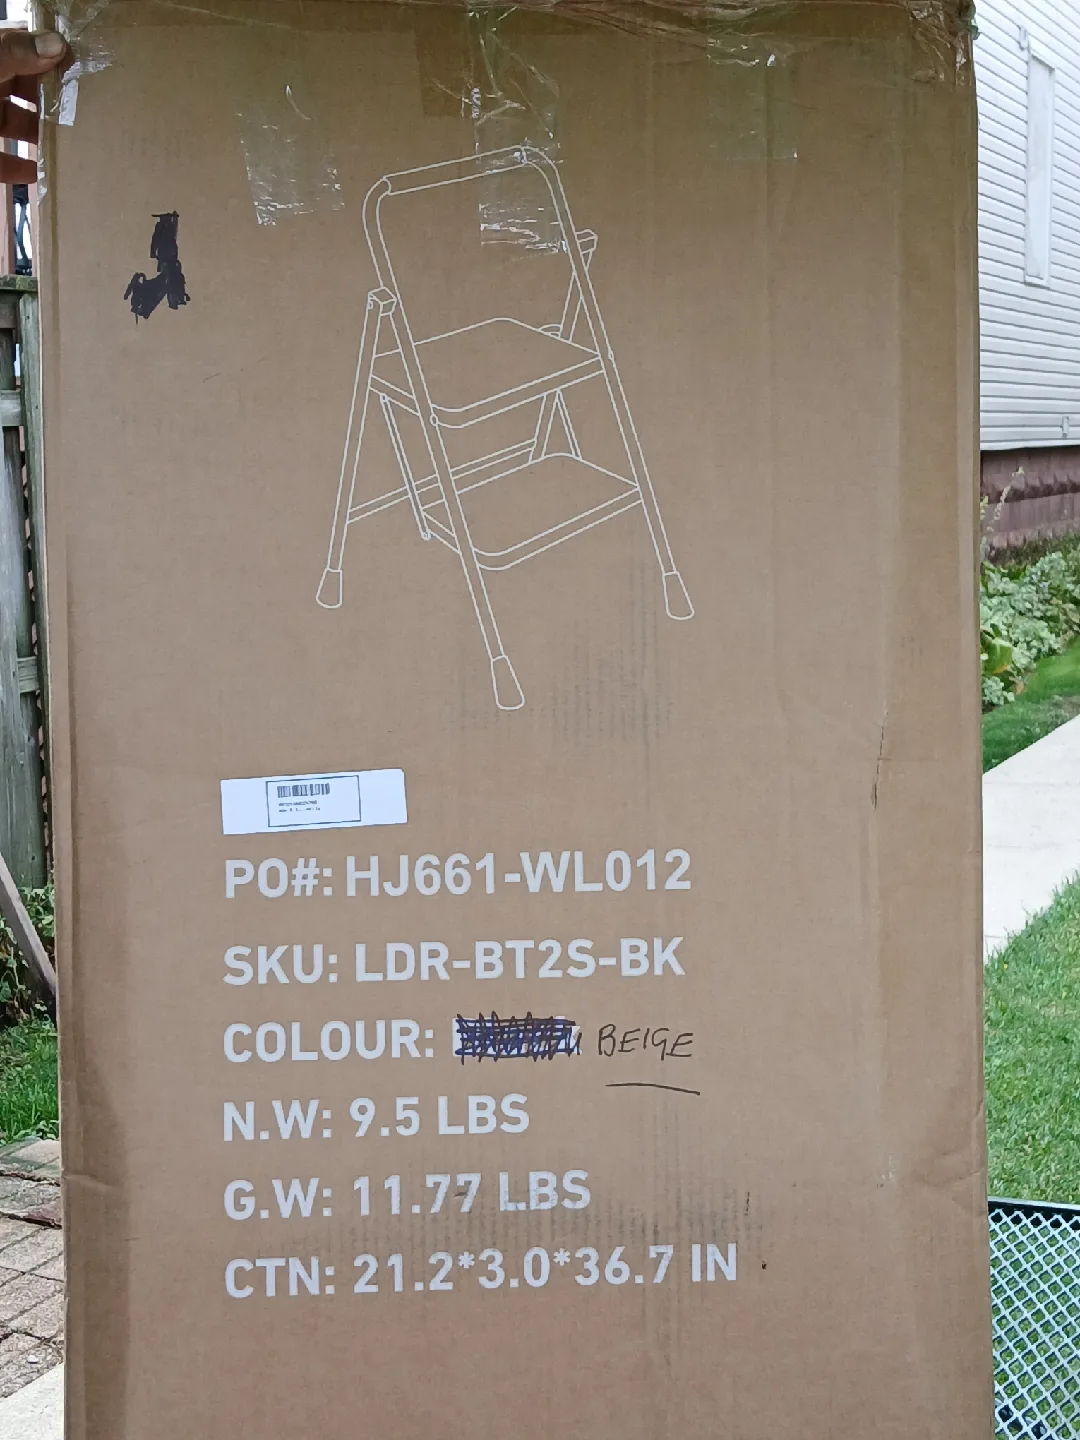 PO#: HJ661-WL012
SKU: LDR-BT2S-BK
COLOUR: BEIGE
N.W: 9.5 LBS
G.W: 11.77 LBS
CTN: 21.2*3.0*36.7 IN